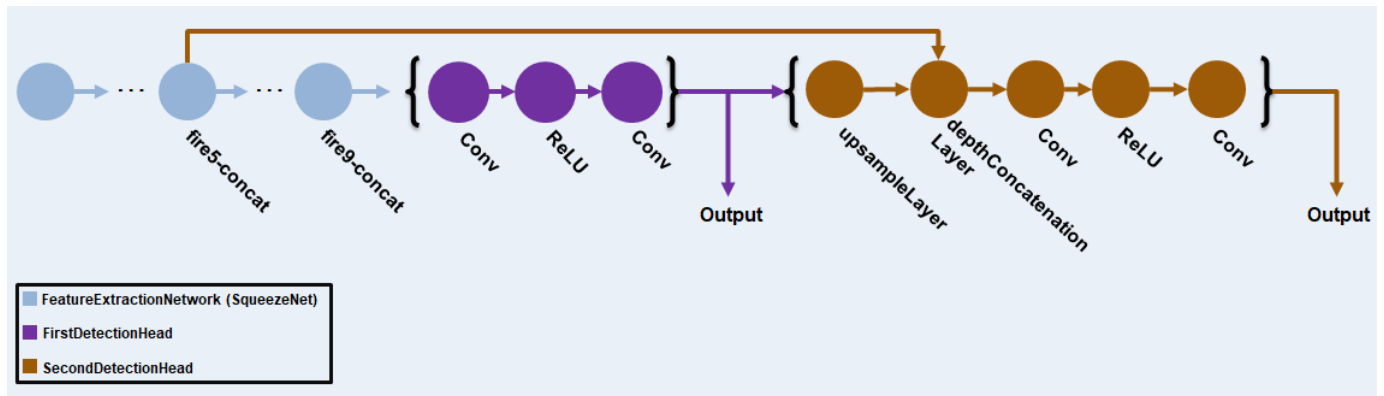 ... ...
fire5-concat
fire9-concat
Conv
ReLU
Conv
Output
upsampleLayer
depthConcatenation
Layer
Conv
ReLU
Conv
Output
FeatureExtractionNetwork (SqueezeNet)
FirstDetectionHead
SecondDetectionHead